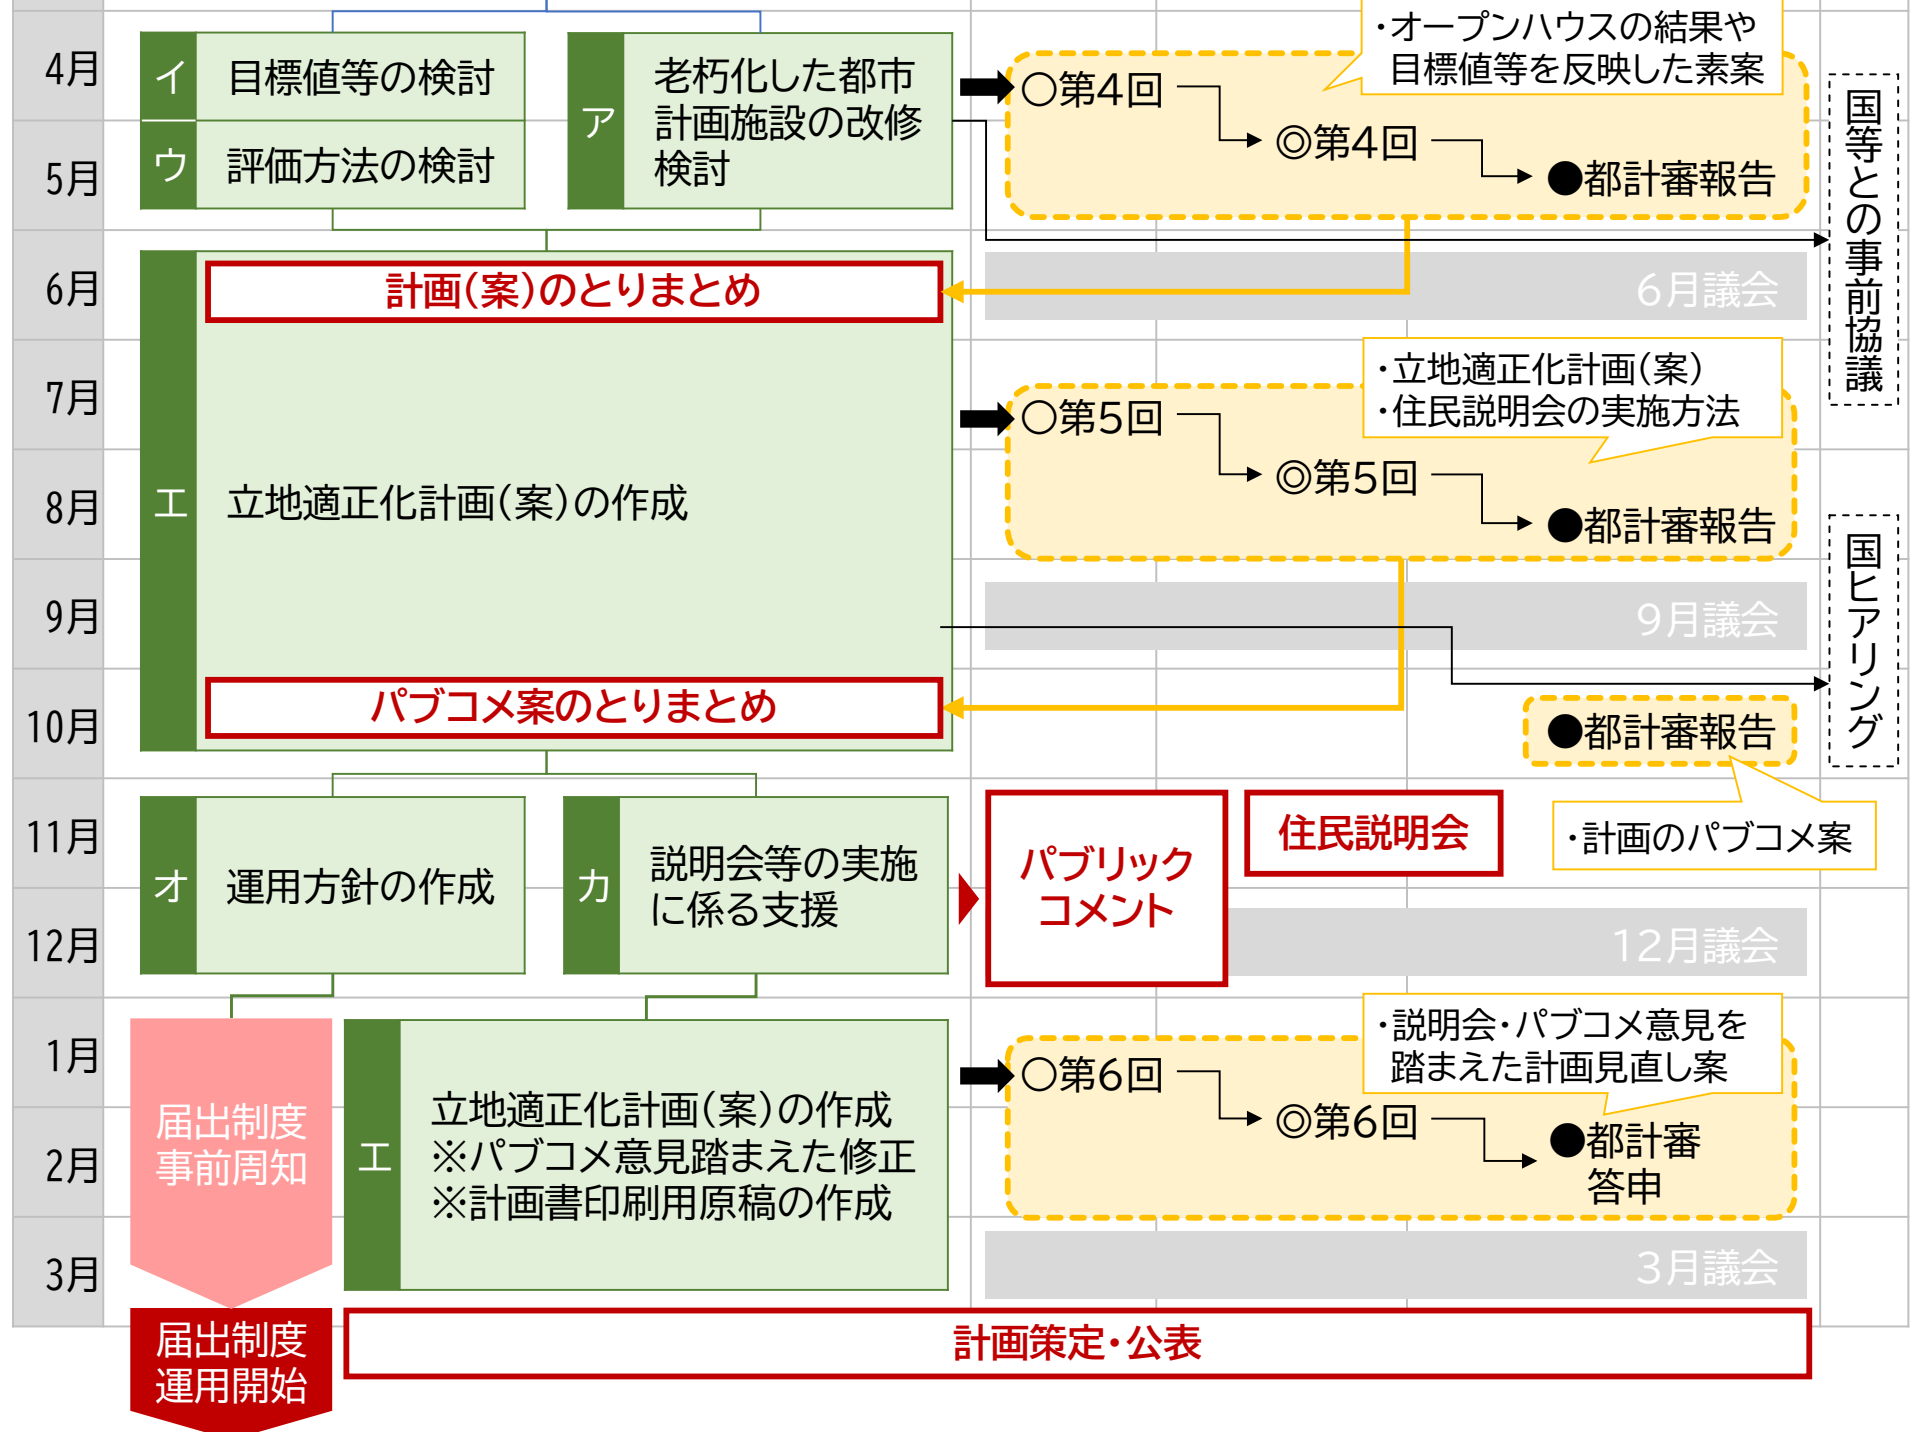 4月
5月
6月
7月
8月
9月
10月
11月
12月
1月
2月
3月
イ
目標値等の検討
ウ
評価方法の検討
ア
老朽化した都市
計画施設の改修
検討
・オープンハウスの結果や
目標値等を反映した素案
○第4回
◎第4回
●都計審報告
国等との事前協議
エ
計画(案)のとりまとめ
6月議会
立地適正化計画(案)の作成
・立地適正化計画(案)
・住民説明会の実施方法
○第5回
◎第5回
●都計審報告
9月議会
国ヒアリング
パブコメ案のとりまとめ
●都計審報告
・計画のパブコメ案
オ
運用方針の作成
カ
説明会等の実施
に係る支援
パブリック
コメント
住民説明会
12月議会
届出制度
事前周知
エ
立地適正化計画(案)の作成
※パブコメ意見踏まえた修正
※計画書印刷用原稿の作成
・説明会・パブコメ意見を
踏まえた計画見直し案
○第6回
◎第6回
●都計審
答申
3月議会
届出制度
運用開始
計画策定・公表